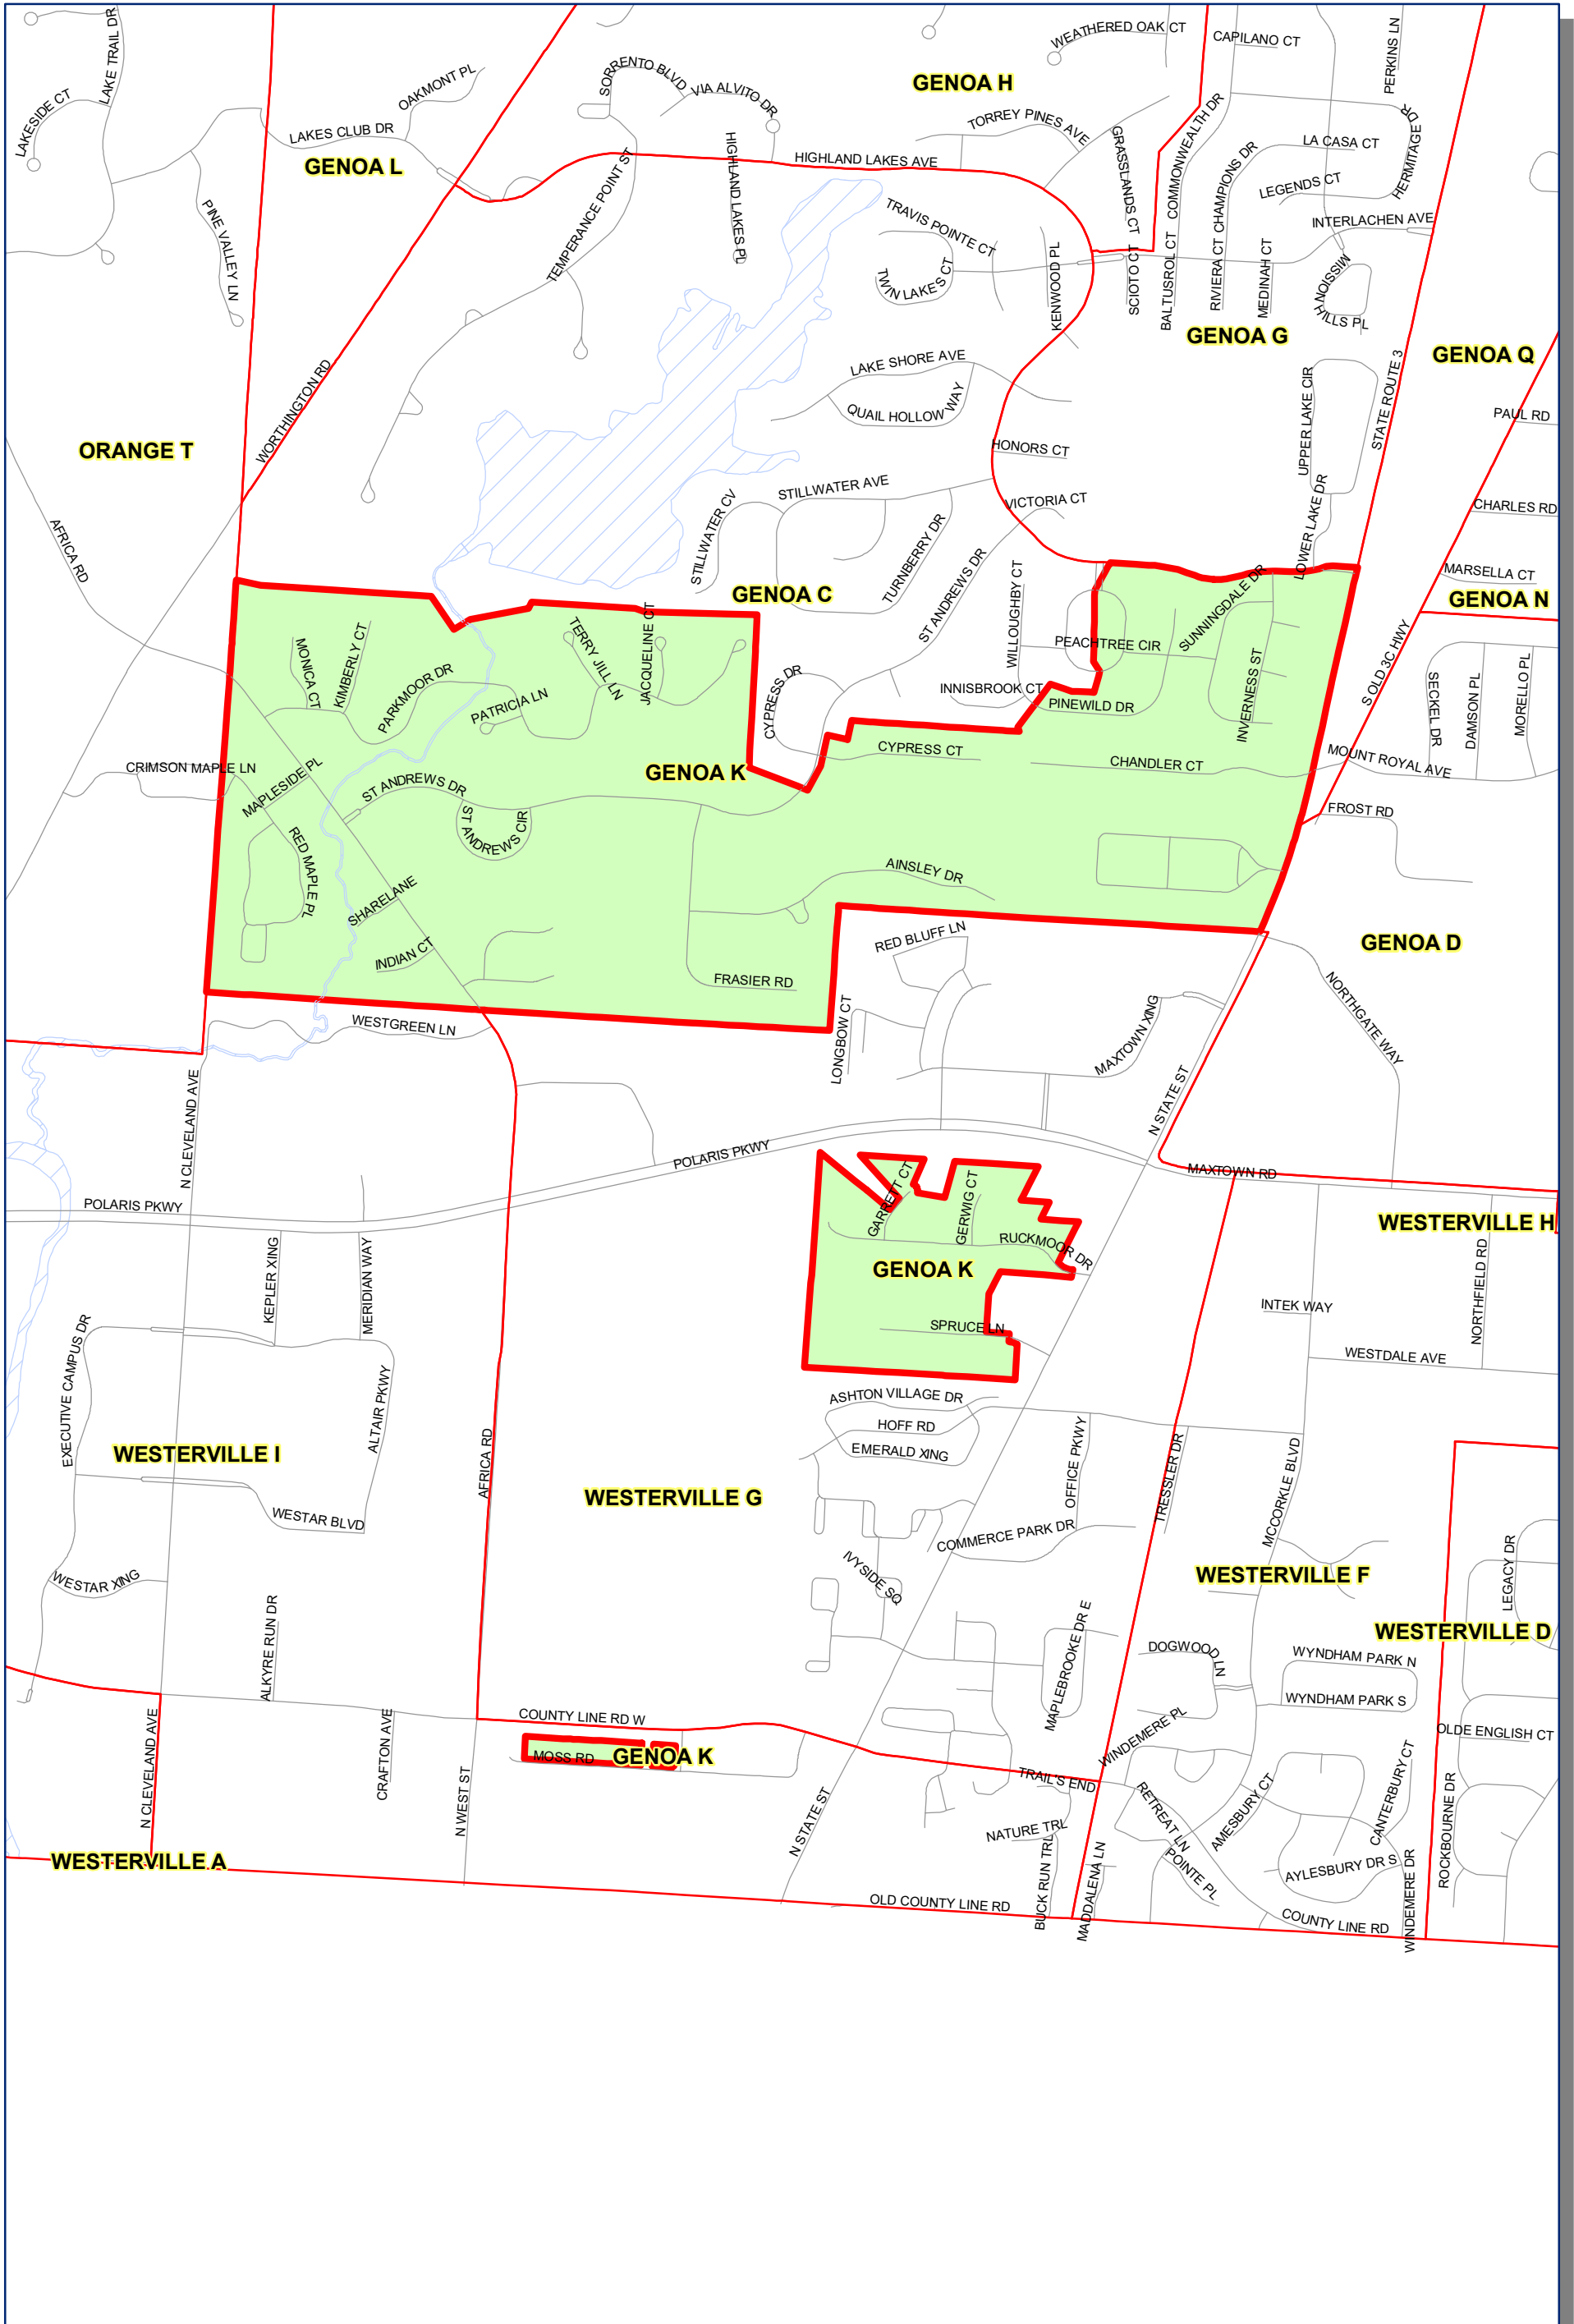 LAKE TRAIL DR
LAKESIDE CT
OAKMONT PL
LAKES CLUB DR
GENOA L
PINE VALLEY LN
SORRENTO BLVD
VIA ALVITO DR
HIGHLAND LAKES PL
TEMPERANCE POINT ST
HIGHLAND LAKES AVE
GENOA H
WEATHERED OAK CT
CAPILANO CT
PERKINS LN
TORREY PINES AVE
GRASSLANDS CT
COMMONWEALTH DR
CHAMPIONS DR
LA CASA CT
HERMITAGE DR
LEGENDS CT
INTERLACHEN AVE
TRAVIS POINTE CT
TWIN LAKES CT
KENWOOD PL
SCIOTO CT
BALTUSROL CT
RIVIERA CT
MEDINAH CT
MISSION HILLS PL
GENOA G
GENOA Q
STATE ROUTE 3
WORTHINGTON RD
ORANGE T
LAKE SHORE AVE
QUAIL HOLLOW WAY
UPPER LAKE CIR
PAUL RD
HONORS CT
STILLWATER AVE
STILLWATER CV
VICTORIA CT
LOWER LAKE DR
CHARLES RD
AFRICA RD
TURNBERRY DR
ST ANDREWS DR
WILLOUGHBY CT
GENOA C
MARSELLA CT
GENOA N
SUNNINGDALE DR
PEACHTREE CIR
INVERNESS ST
S OLD 3C HWY
MONICA CT
KIMBERLY CT
PARKMOOR DR
PATRICIA LN
TERRY JILL LN
JACQUELINE CT
CYPRESS DR
INNISBROOK CT
PINEWILD DR
SECKEL DR
DAMSON PL
MORELLO PL
CRIMSON MAPLE LN
MAPLESIDE PL
GENOA K
CYPRESS CT
CHANDLER CT
MOUNT ROYAL AVE
ST ANDREWS DR
ST ANDREWS CIR
FROST RD
RED MAPLE PL
SHARELANE
AINSLEY DR
INDIAN CT
FRASIER RD
RED BLUFF LN
GENOA D
WESTGREEN LN
LONGBOW CT
MAXTOWN XING
NORTHGATE WAY
N CLEVELAND AVE
N STATE ST
POLARIS PKWY
MAXTOWN RD
POLARIS PKWY
GARRETT CT
GERWIG CT
RUCKMOOR DR
WESTERVILLE H
KEPLER XING
MERIDIAN WAY
GENOA K
NORTHFIELD RD
INTEK WAY
SPRUCE LN
WESTDALE AVE
EXECUTIVE CAMPUS DR
ALTAIR PKWY
ASHTON VILLAGE DR
HOFF RD
EMERALD XING
WESTERVILLE I
AFRICA RD
OFFICE PKWY
TRESSLER DR
MCCORKLE BLVD
WESTERVILLE G
WESTAR BLVD
COMMERCE PARK DR
WESTAR XING
IVYSIDE SQ
WESTERVILLE F
LEGACY DR
ALKYRE RUN DR
MAPLEBROOKE DR E
DOGWOOD LN
WESTERVILLE D
WYNDHAM PARK N
WYNDHAM PARK S
COUNTY LINE RD W
WINDEMERE PL
OLDE ENGLISH CT
N CLEVELAND AVE
CRAFTON AVE
N WEST ST
MOSS RD
GENOA K
TRAIL'S END
N STATE ST
NATURE TRL
RETREAT LN
AMESBURY CT
CANTERBURY CT
ROCKBOURNE DR
WESTERVILLE A
BUCK RUN TRL
MADDALENA LN
POINTE PL
AYLESBURY DR S
WINDEMERE DR
OLD COUNTY LINE RD
COUNTY LINE RD